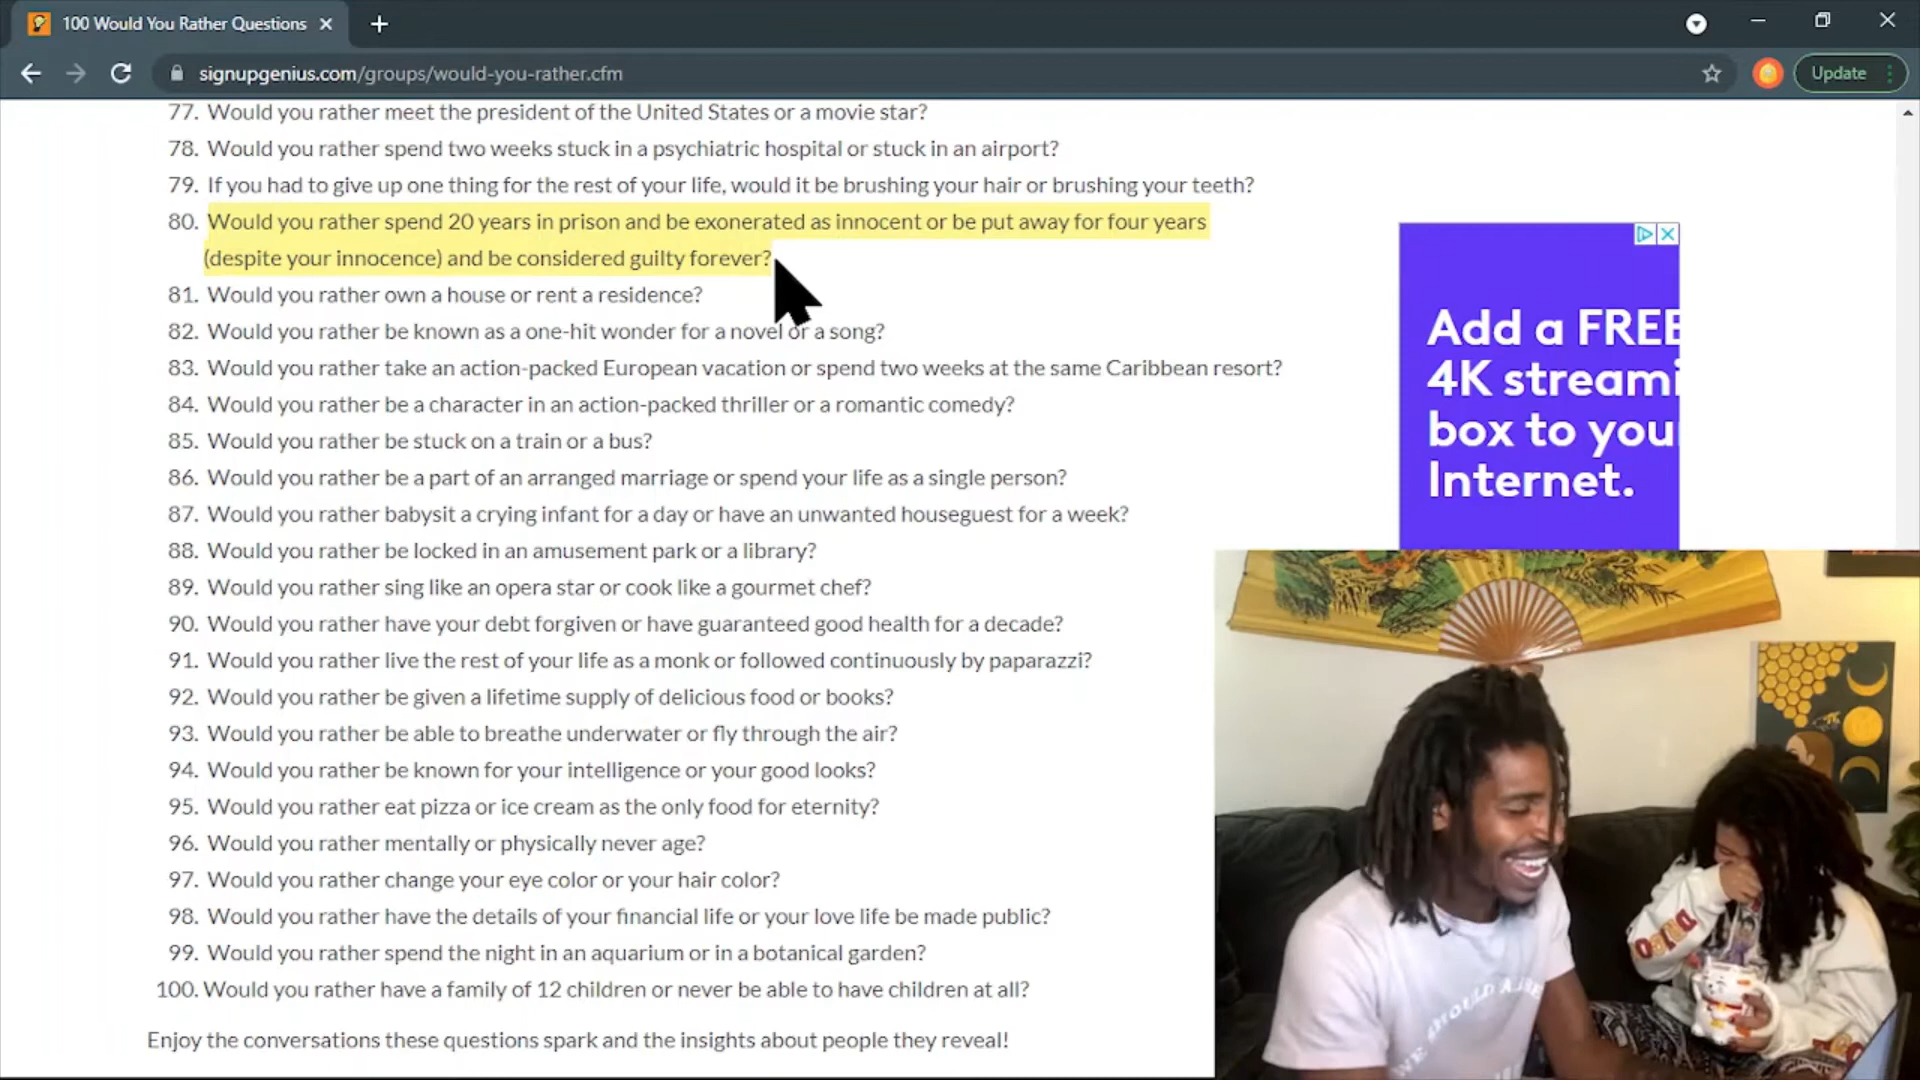 100 Would You Rather Questions
signupgenius.com/groups/would-you-rather.cfm
Update
77. Would you rather meet the president of the United States or a movie star?
78. Would you rather spend two weeks stuck in a psychiatric hospital or stuck in an airport?
79. If you had to give up one thing for the rest of your life, would it be brushing your hair or brushing your teeth?
80. Would you rather spend 20 years in prison and be exonerated as innocent or be put away for four years
(despite your innocence) and be considered guilty forever?
81. Would you rather own a house or rent a residence?
82. Would you rather be known as a one-hit wonder for a novel or a song?
83. Would you rather take an action-packed European vacation or spend two weeks at the same Caribbean resort?
84. Would you rather be a character in an action-packed thriller or a romantic comedy?
85. Would you rather be stuck on a train or a bus?
86. Would you rather be a part of an arranged marriage or spend your life as a single person?
87. Would you rather babysit a crying infant for a day or have an unwanted houseguest for a week?
88. Would you rather be locked in an amusement park or a library?
89. Would you rather sing like an opera star or cook like a gourmet chef?
90. Would you rather have your debt forgiven or have guaranteed good health for a decade?
91. Would you rather live the rest of your life as a monk or followed continuously by paparazzi?
92. Would you rather be given a lifetime supply of delicious food or books?
93. Would you rather be able to breathe underwater or fly through the air?
94. Would you rather be known for your intelligence or your good looks?
95. Would you rather eat pizza or ice cream as the only food for eternity?
96. Would you rather mentally or physically never age?
97. Would you rather change your eye color or your hair color?
98. Would you rather have the details of your financial life or your love life be made public?
99. Would you rather spend the night in an aquarium or in a botanical garden?
100. Would you rather have a family of 12 children or never be able to have children at all?
Enjoy the conversations these questions spark and the insights about people they reveal!
Add a FREE
4K streami
box to you
Internet.